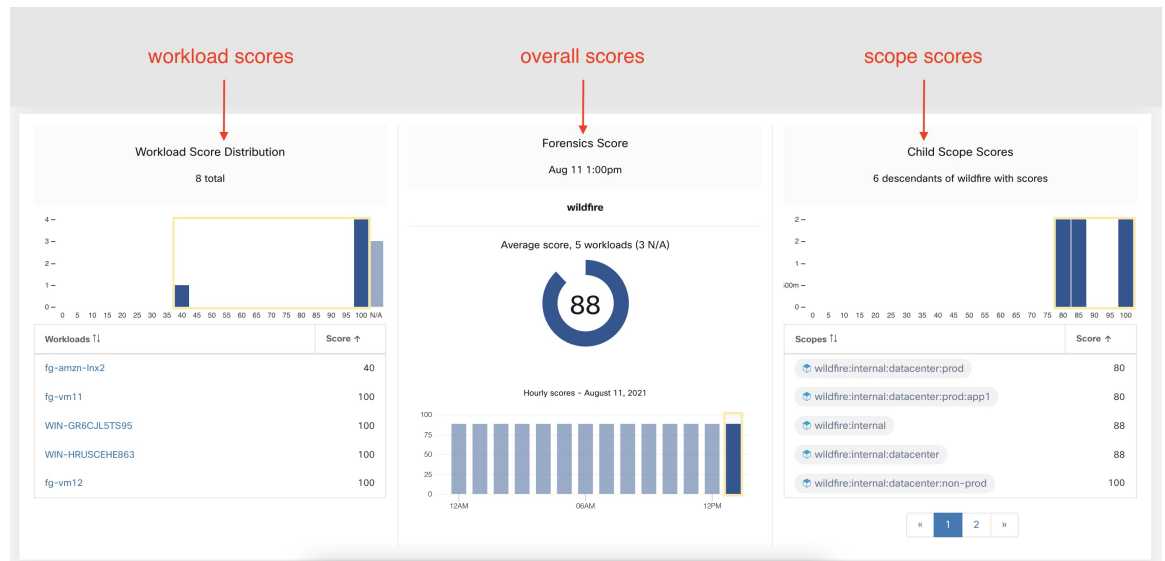 workload scores
overall scores
scope scores
Workload Score Distribution
8 total
4
3
2
1
0
0 5 10 15 20 25 30 35 40 45 50 55 60 65 70 75 80 85 90 95 100 N/A
Workloads ↑↓ Score ↑
fg-amzn-lnx2 40
fg-vm11 100
WIN-GR6CJL5TS95 100
WIN-HRUSCEHE863 100
fg-vm12 100
Forensics Score
Aug 11 1:00pm
wildfire
Average score, 5 workloads (3 N/A)
88
Hourly scores - August 11, 2021
100
75
50
25
0
12AM 06AM 12PM
Child Scope Scores
6 descendants of wildfire with scores
2
2
1
00m
0
0 5 10 15 20 25 30 35 40 45 50 55 60 65 70 75 80 85 90 95 100
Scopes ↑↓ Score ↑
wildfire:internal:datacenter:prod 80
wildfire:internal:datacenter:prod:app1 80
wildfire:internal 88
wildfire:internal:datacenter 88
wildfire:internal:datacenter:non-prod 100
« 1 2 »